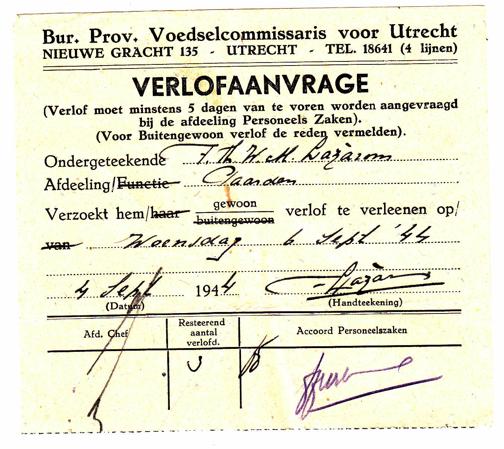 Bur. Prov. Voedselcommissaris voor Utrecht
NIEUWE GRACHT 135 - UTRECHT - TEL. 18641 (4 lijnen)
VERLOFAANVRAGE
(Verlof moet minstens 5 dagen van te voren worden aangevraagd
bij de afdeeling Personeels Zaken).
(Voor Buitengewoon verlof de reden vermelden).
Ondergeteekende F. Th. W. M. Lazarom
Afdeeling/Functie Paarden
Verzoekt hem/haar gewoon/buitengewoon verlof te verleenen op/
van Woensdag 6 Sept '44
4 Sept 1944
(Datum) (Handteekening)
Afd. Chef Resteerend aantal verlofd. Accoord Personeelszaken